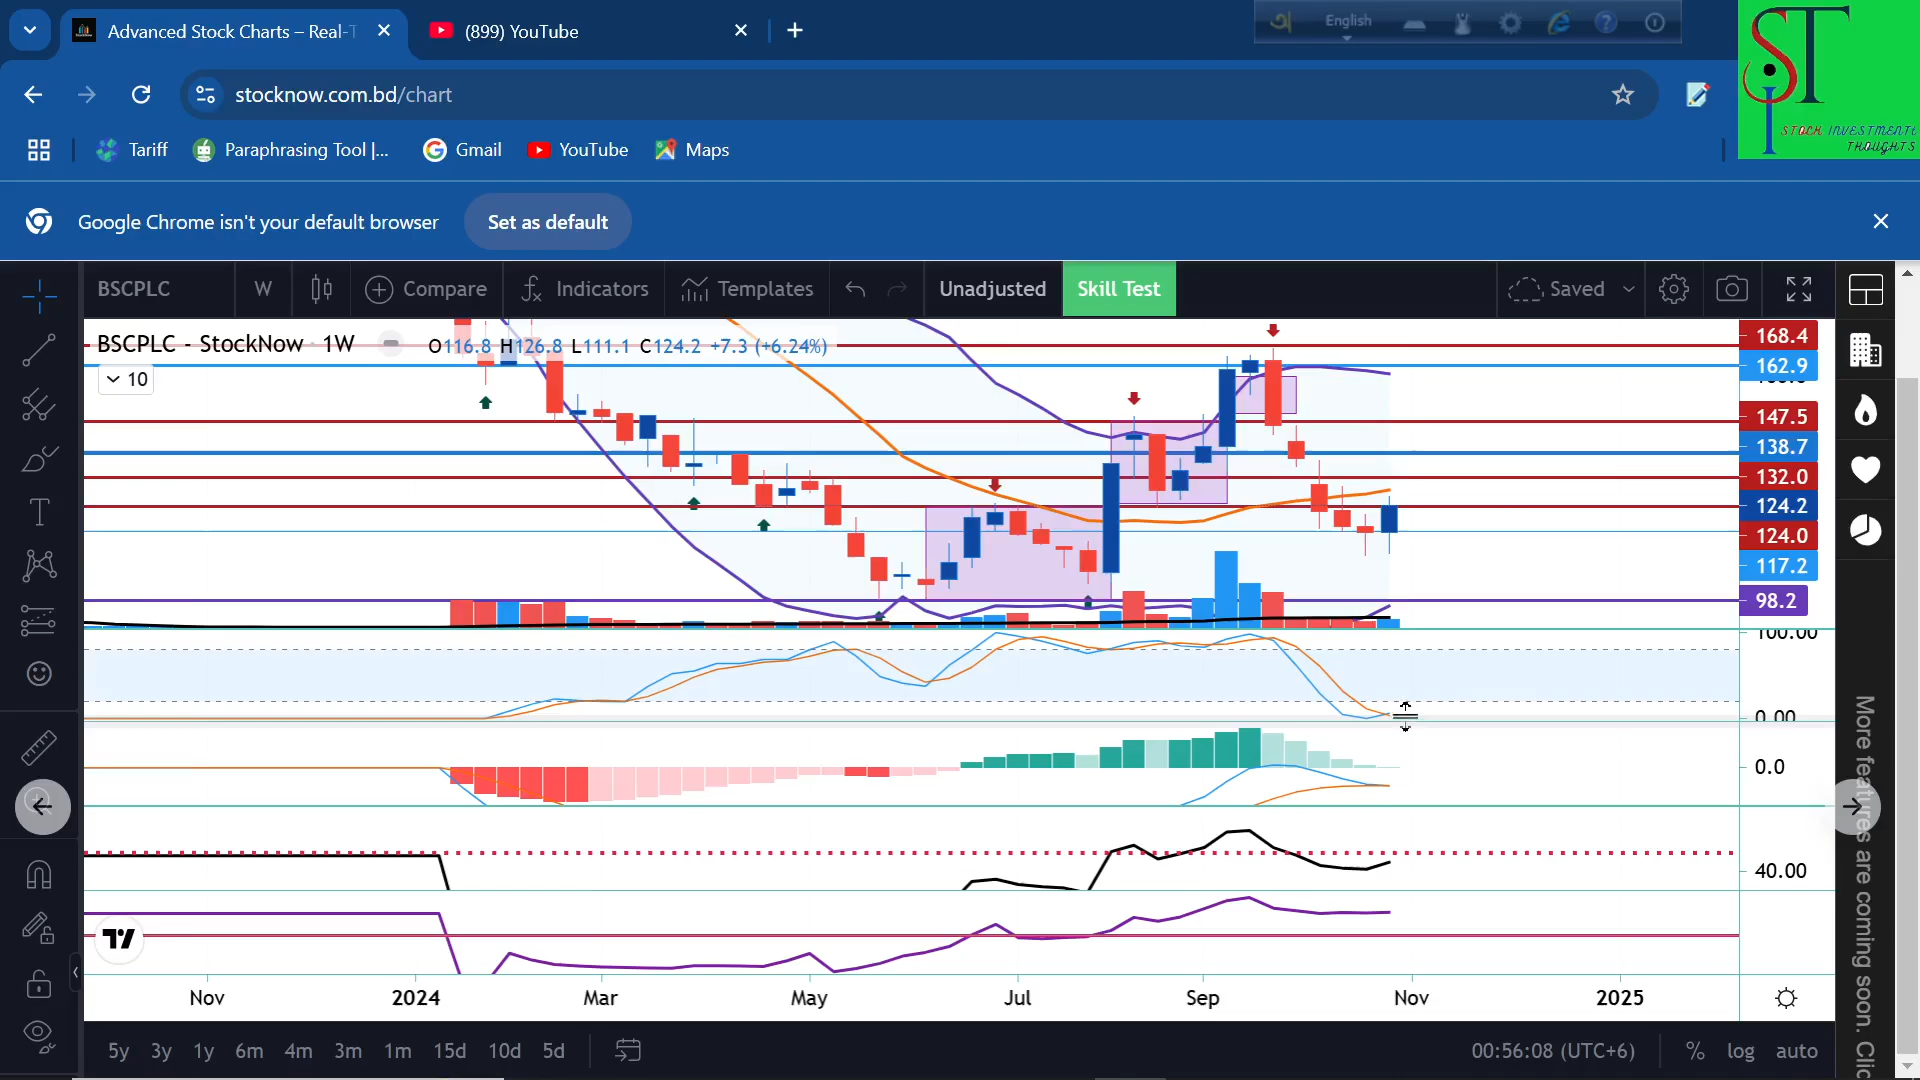 Advanced Stock Charts – Real-T
(899) YouTube
English
stocknow.com.bd/chart
Tariff
Paraphrasing Tool |...
Gmail
YouTube
Maps
ST
STOCK INVESTMENT
THOUGHTS
Google Chrome isn't your default browser
Set as default
BSCPLC
W
Compare
Indicators
Templates
Unadjusted
Skill Test
Saved
BSCPLC - StockNow · 1W
O116.8 H126.8 L111.1 C124.2 +7.3 (+6.24%)
10
168.4
162.9
147.5
138.7
132.0
124.2
124.0
117.2
98.2
100.00
0.00
0.0
40.00
Nov
2024
Mar
May
Jul
Sep
Nov
2025
5y
3y
1y
6m
4m
3m
1m
15d
10d
5d
00:56:08 (UTC+6)
%
log
auto
More features are coming soon. Clic